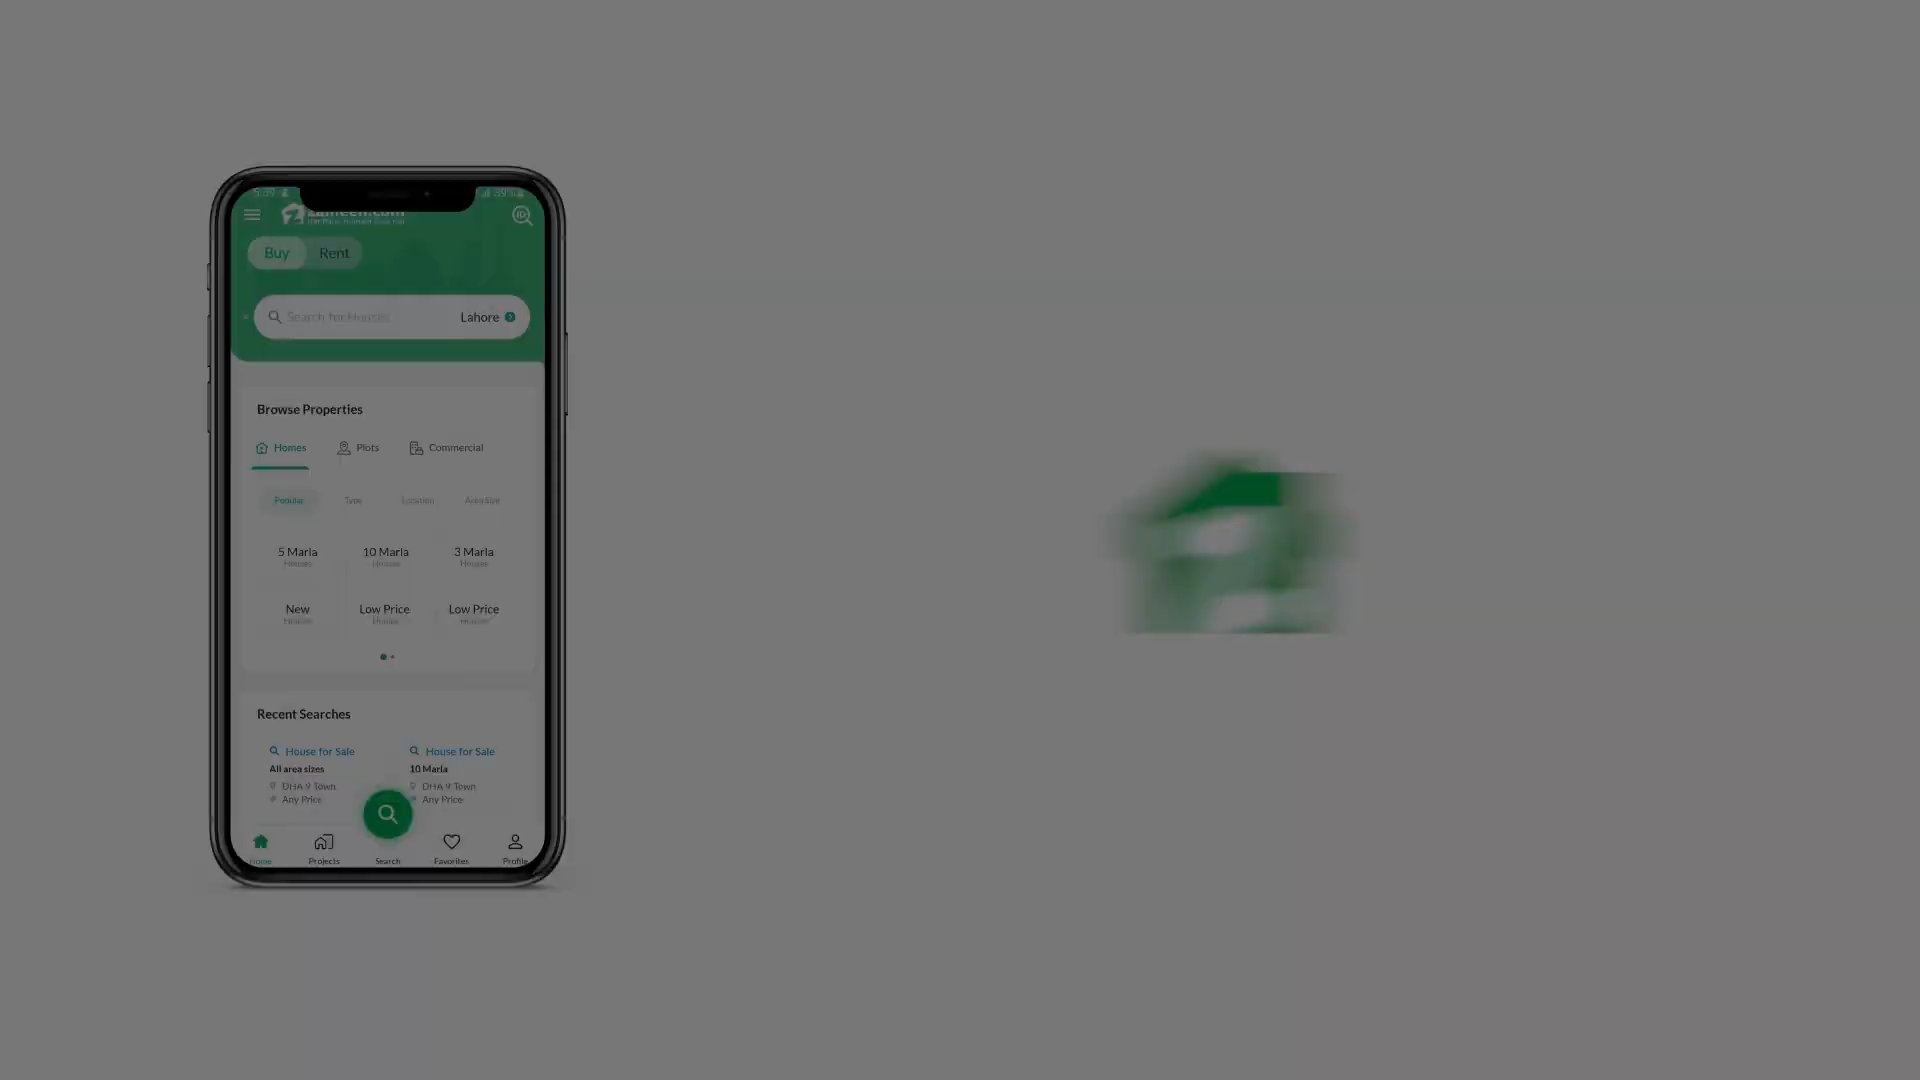 zameen.com
Buy Rent
Search for Houses Lahore
Browse Properties
Homes Plots Commercial
Popular Type Location Area Size
5 Marla 10 Marla 3 Marla
Houses Houses Houses
New Low Price Low Price
Houses Houses Houses
Recent Searches
House for Sale House for Sale
All area sizes 10 Marla
DHA 9 Town DHA 9 Town
Any Price Any Price
Home Projects Search Favorites Profile